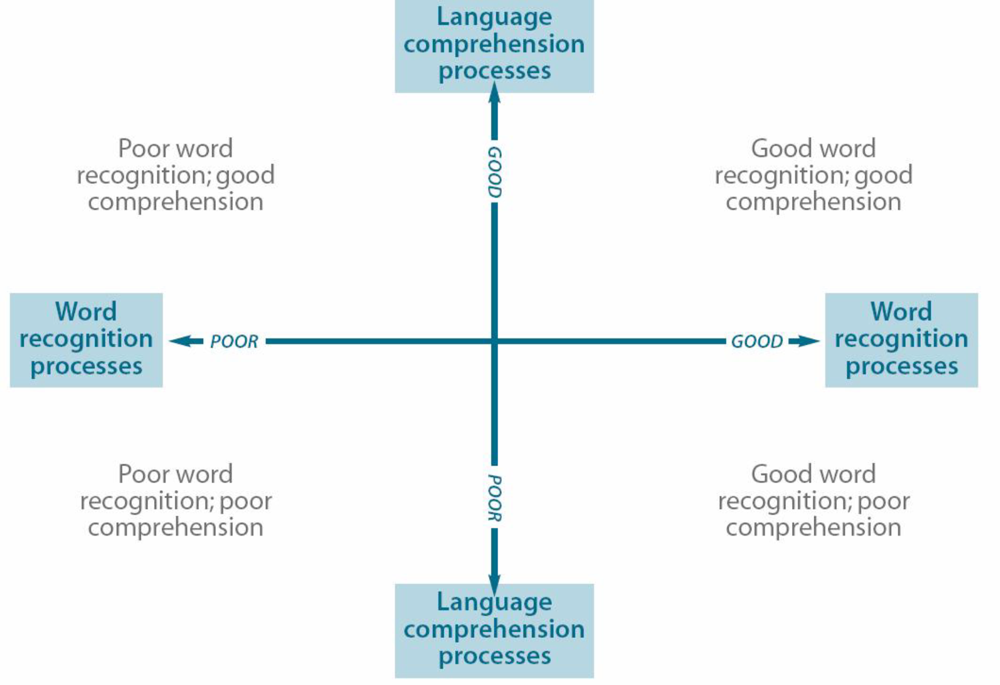 Language
comprehension
processes
GOOD
Poor word
recognition; good
comprehension
Good word
recognition; good
comprehension
Word
recognition
processes
POOR
GOOD
Word
recognition
processes
Poor word
recognition; poor
comprehension
POOR
Good word
recognition; poor
comprehension
Language
comprehension
processes